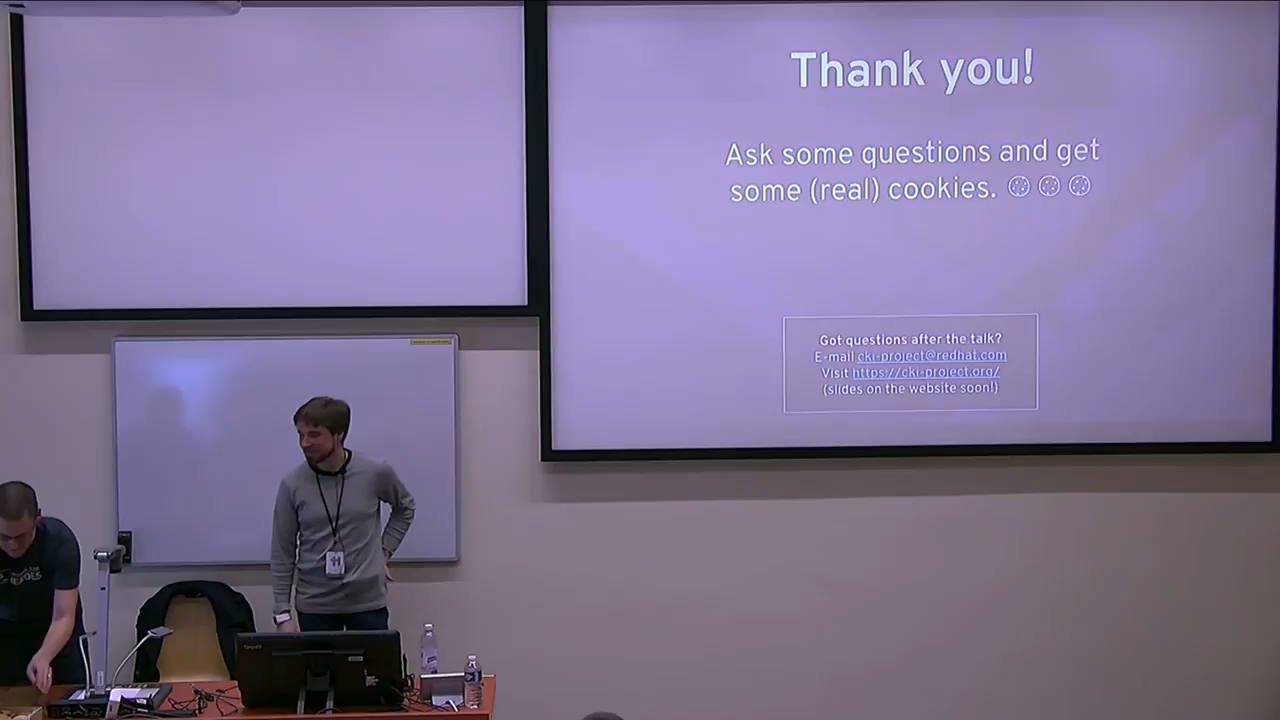 Thank you!
Ask some questions and get
some (real) cookies. 🍪 🍪 🍪
Got questions after the talk?
E-mail cki-project@redhat.com
Visit https://cki-project.org/
(slides on the website soon!)